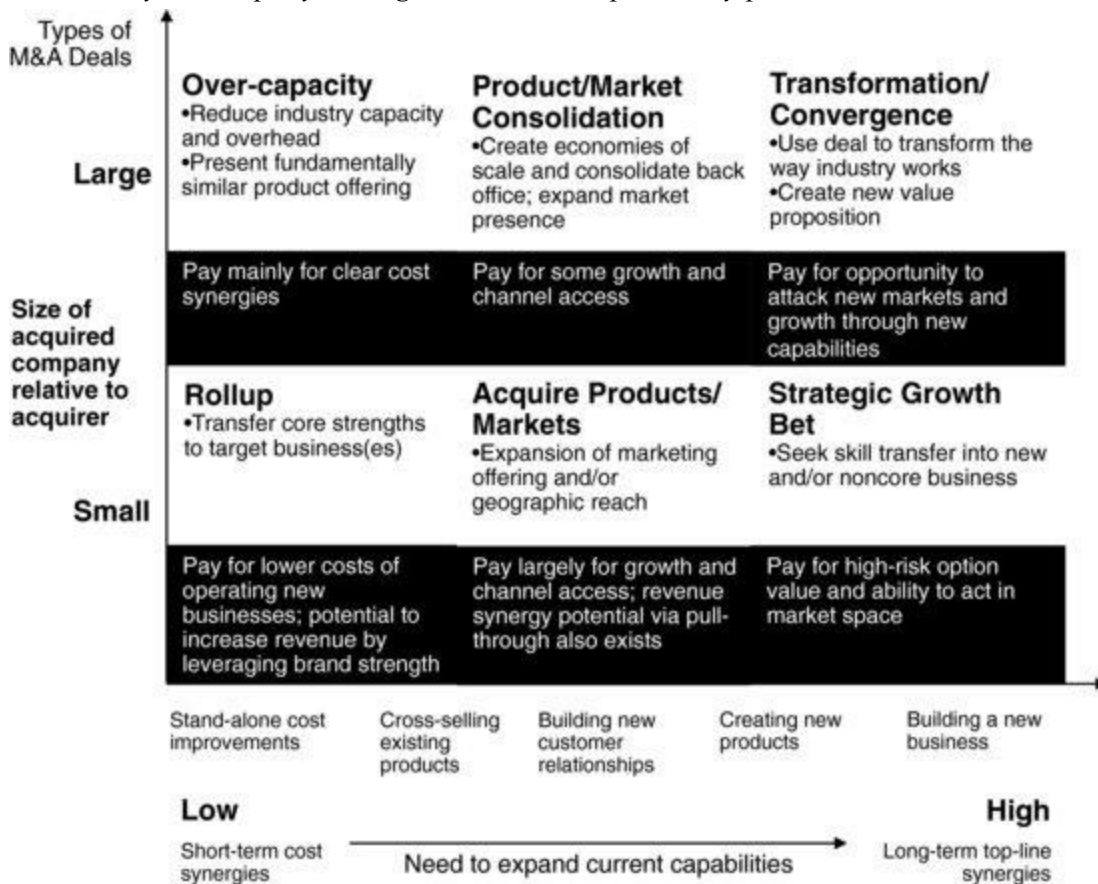 Types of
M&A Deals
Over-capacity
•Reduce industry capacity
and overhead
•Present fundamentally
similar product offering
Product/Market
Consolidation
•Create economies of
scale and consolidate back
office; expand market
presence
Transformation/
Convergence
•Use deal to transform the
way industry works
•Create new value
proposition
Large
Pay mainly for clear cost
synergies
Pay for some growth and
channel access
Pay for opportunity to
attack new markets and
growth through new
capabilities
Size of
acquired
company
relative to
acquirer
Rollup
•Transfer core strengths
to target business(es)
Acquire Products/
Markets
•Expansion of marketing
offering and/or
geographic reach
Strategic Growth
Bet
•Seek skill transfer into new
and/or noncore business
Small
Pay for lower costs of
operating new
businesses; potential to
increase revenue by
leveraging brand strength
Pay largely for growth and
channel access; revenue
synergy potential via pull-
through also exists
Pay for high-risk option
value and ability to act in
market space
Stand-alone cost
improvements
Cross-selling
existing
products
Building new
customer
relationships
Creating new
products
Building a new
business
Low
High
Short-term cost
synergies
Need to expand current capabilities
Long-term top-line
synergies